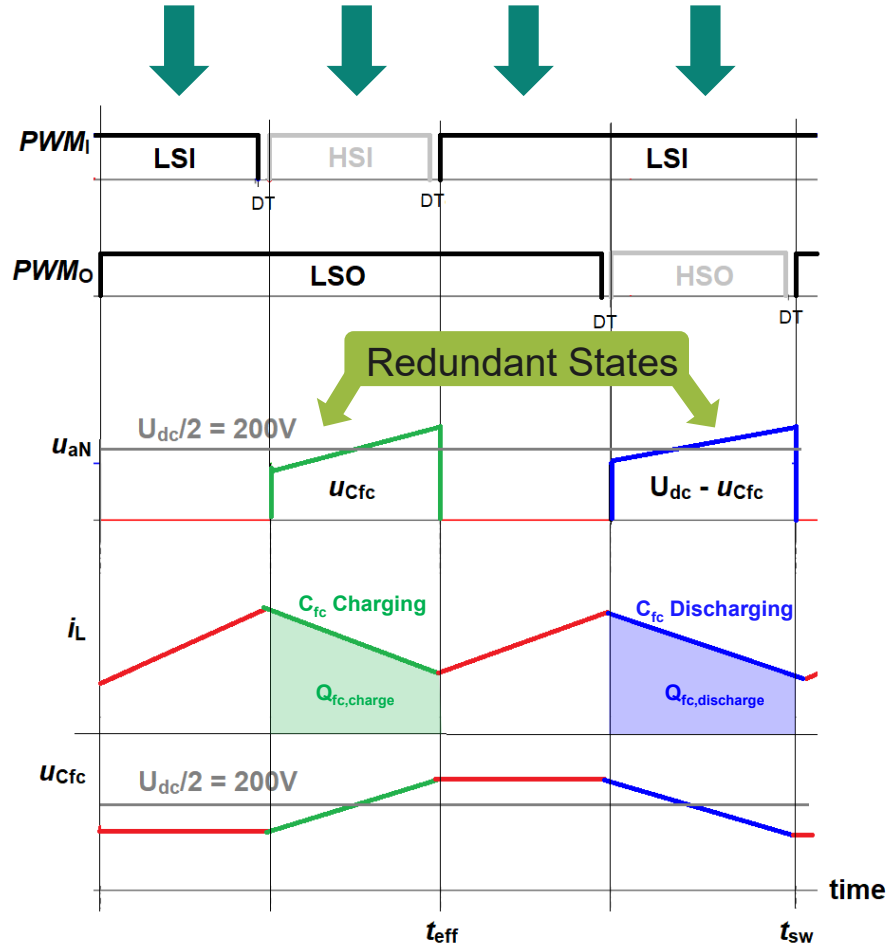 PWMI
LSI
HSI
LSI
DT
DT
PWMO
LSO
HSO
DT
DT
Redundant States
Udc/2 = 200V
uaN
uCfc
Udc - uCfc
Cfc Charging
Cfc Discharging
iL
Qfc,charge
Qfc,discharge
uCfc
Udc/2 = 200V
time
teff
tsw